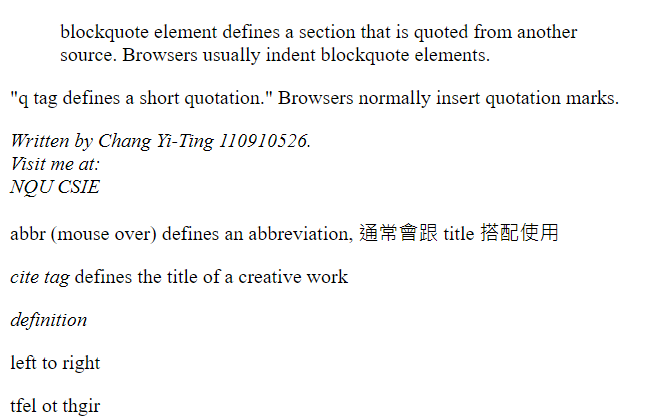 blockquote element defines a section that is quoted from another
source. Browsers usually indent blockquote elements.
"q tag defines a short quotation." Browsers normally insert quotation marks.
Written by Chang Yi-Ting 110910526.
Visit me at:
NQU CSIE
abbr (mouse over) defines an abbreviation, 通常會跟 title 搭配使用
cite tag defines the title of a creative work
definition
left to right
tfel ot thgir